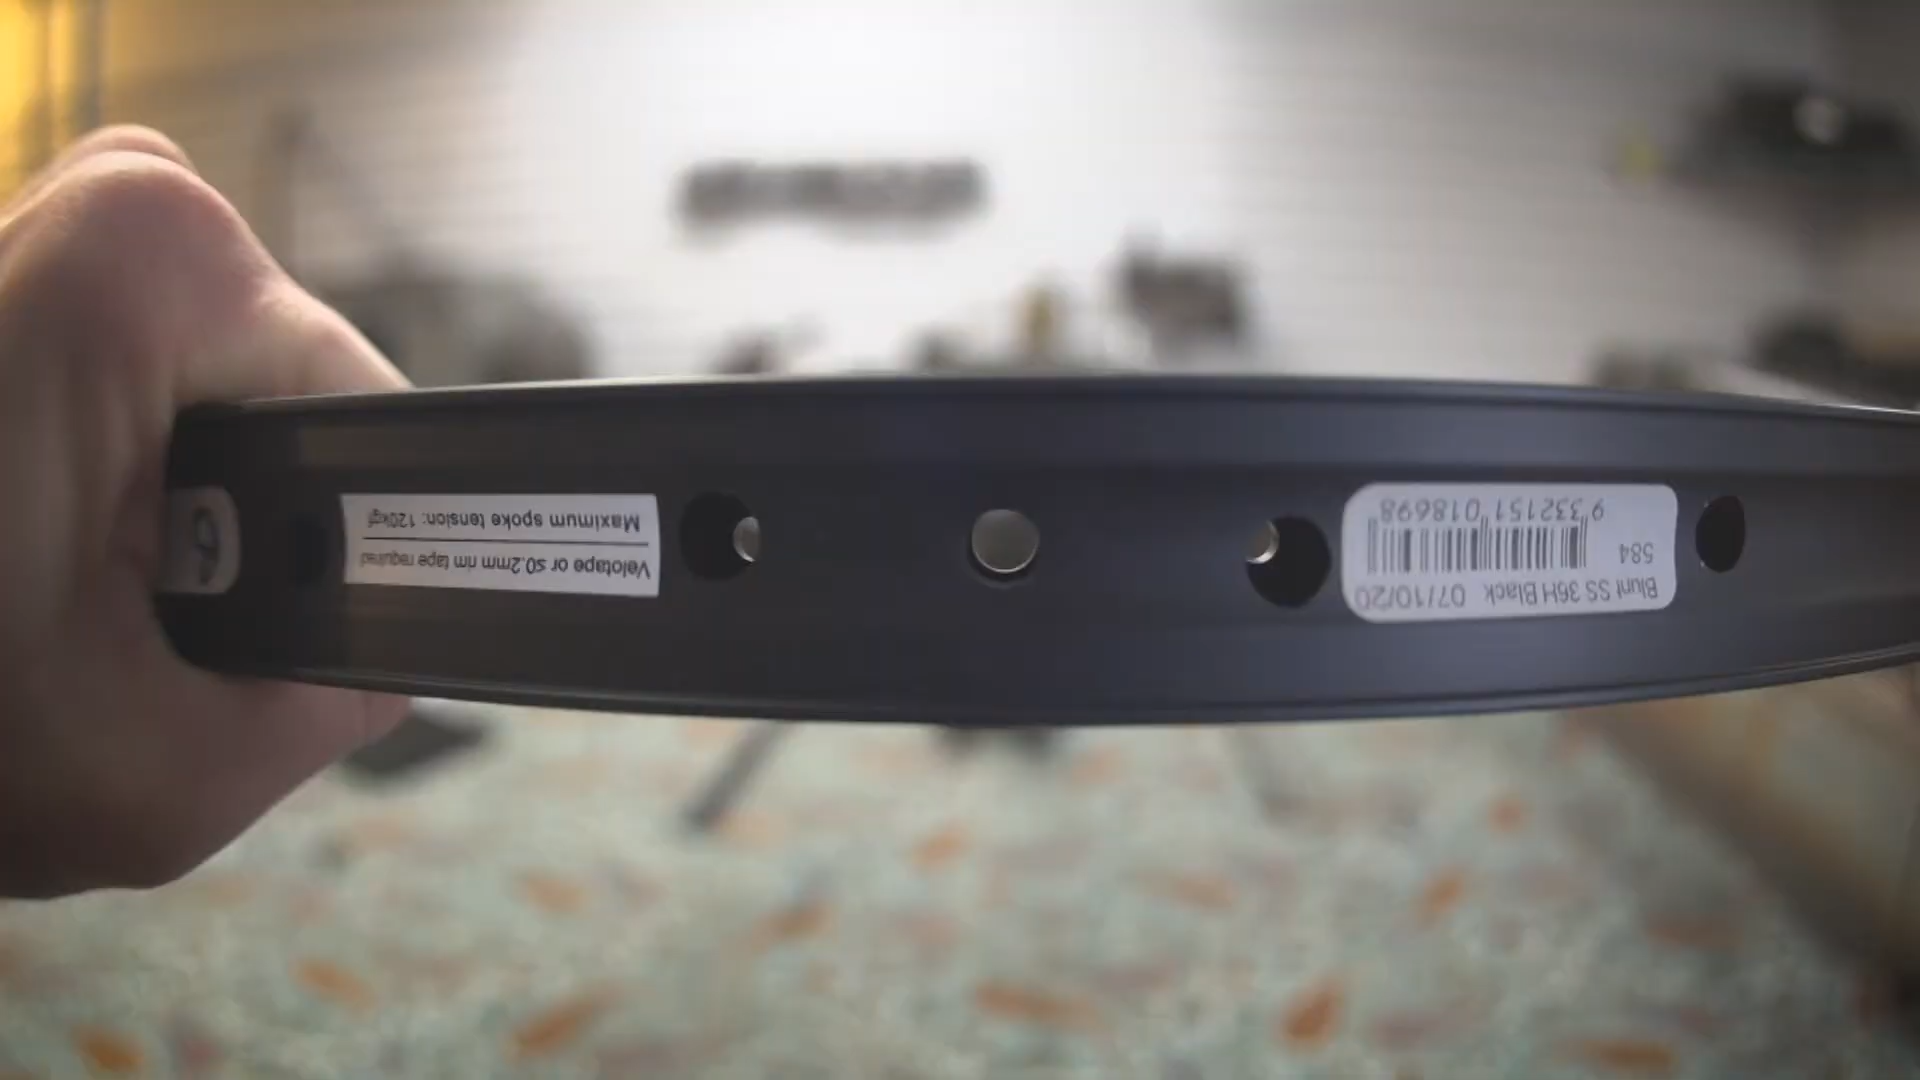 Velotape or ≤0.2mm rim tape required
Maximum spoke tension: 120kgf
Blunt SS 36H Black 07/10/20
584
9 332151 018698